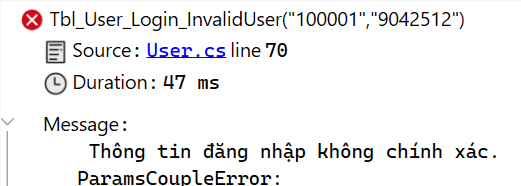 Tbl_User_Login_InvalidUser("100001","9042512")
Source: User.cs line 70
Duration: 47 ms
Message:
Thông tin đăng nhập không chính xác.
ParamsCoupleError: